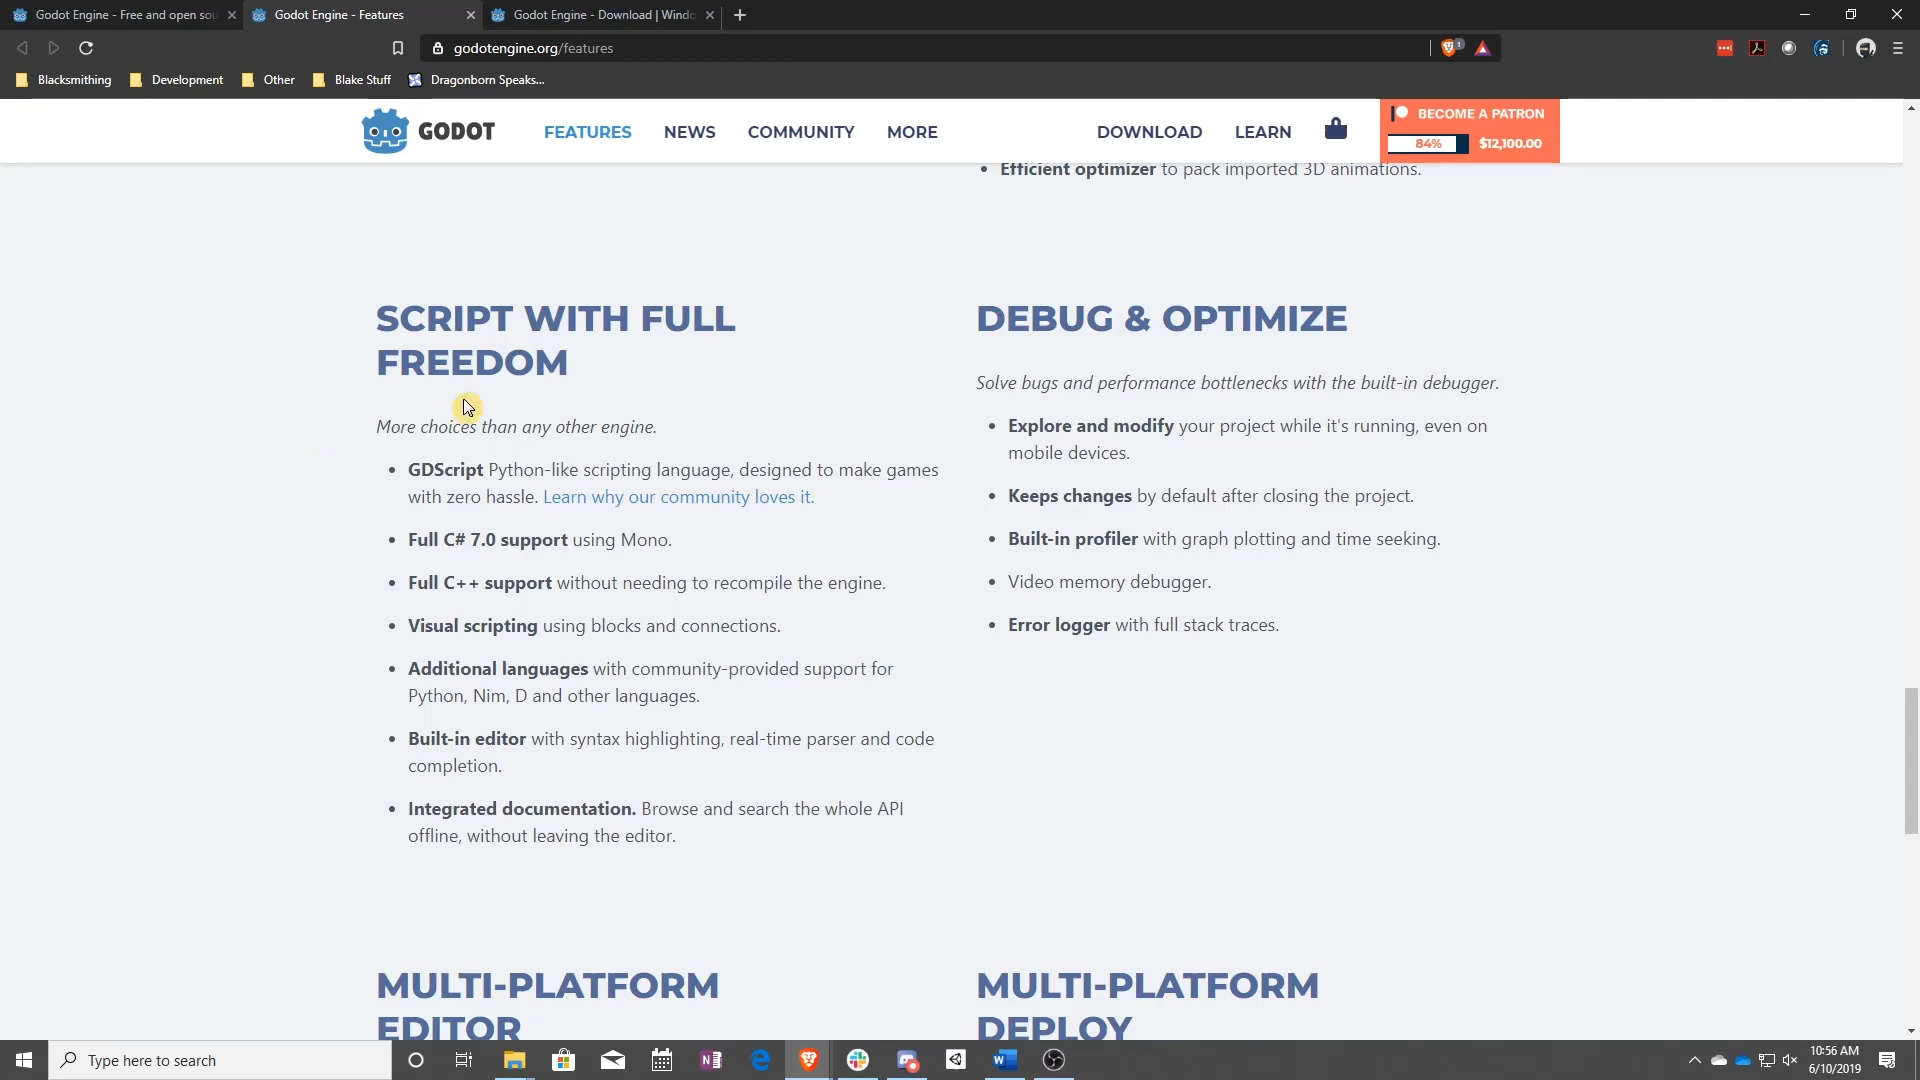 Godot Engine - Free and open sou
Godot Engine - Features
Godot Engine - Download | Windo
godotengine.org/features
1
Blacksmithing
Development
Other
Blake Stuff
Dragonborn Speaks...
GODOT
FEATURES
NEWS
COMMUNITY
MORE
DOWNLOAD
LEARN
BECOME A PATRON
84%
$12,100.00
• Efficient optimizer to pack imported 3D animations.
SCRIPT WITH FULL
FREEDOM
More choices than any other engine.
• GDScript Python-like scripting language, designed to make games
with zero hassle. Learn why our community loves it.
• Full C# 7.0 support using Mono.
• Full C++ support without needing to recompile the engine.
• Visual scripting using blocks and connections.
• Additional languages with community-provided support for
Python, Nim, D and other languages.
• Built-in editor with syntax highlighting, real-time parser and code
completion.
• Integrated documentation. Browse and search the whole API
offline, without leaving the editor.
DEBUG & OPTIMIZE
Solve bugs and performance bottlenecks with the built-in debugger.
• Explore and modify your project while it's running, even on
mobile devices.
• Keeps changes by default after closing the project.
• Built-in profiler with graph plotting and time seeking.
• Video memory debugger.
• Error logger with full stack traces.
MULTI-PLATFORM
EDITOR
MULTI-PLATFORM
DEPLOY
Type here to search
10:56 AM
6/10/2019